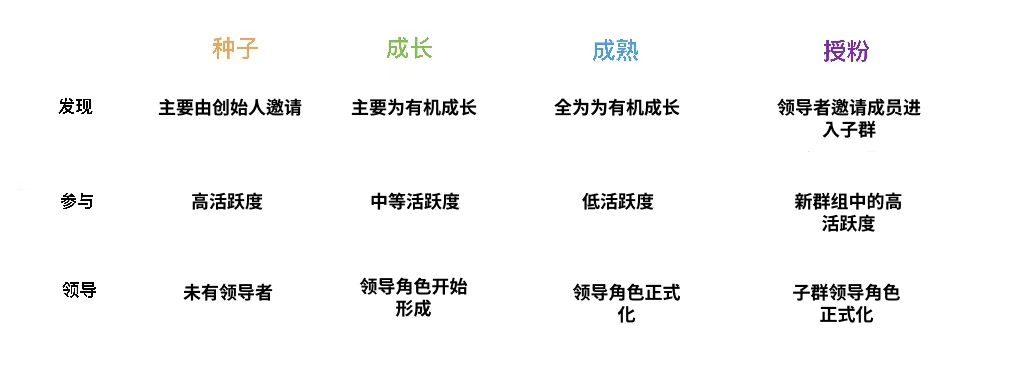 种子 成长 成熟 授粉
发现 主要由创始人邀请 主要为有机成长 全为为有机成长 领导者邀请成员进
入子群
参与 高活跃度 中等活跃度 低活跃度 新群组中的高
活跃度
领导 未有领导者 领导角色开始 领导角色正式 子群领导角色
形成 化 正式化